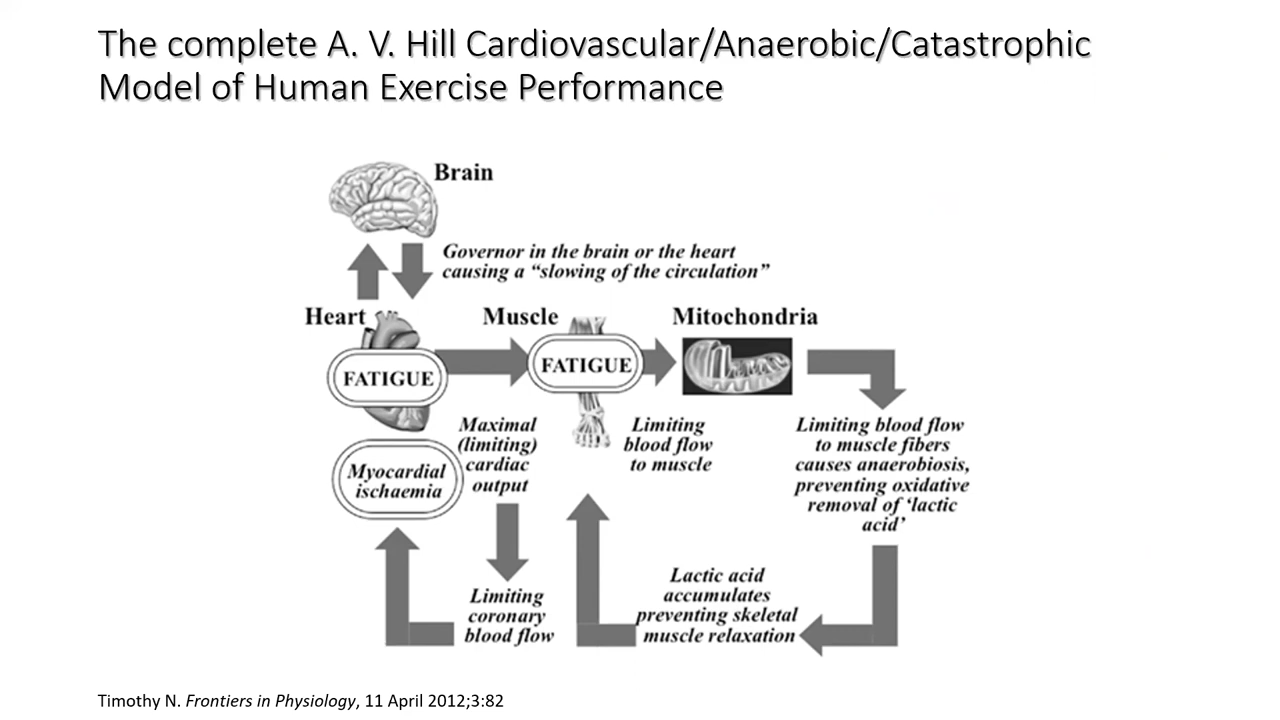 The complete A. V. Hill Cardiovascular/Anaerobic/Catastrophic
Model of Human Exercise Performance
Brain
Governor in the brain or the heart
causing a “slowing of the circulation”
Heart
Muscle
Mitochondria
FATIGUE
FATIGUE
Myocardial
ischaemia
Maximal
(limiting)
cardiac
output
Limiting
blood flow
to muscle
Limiting blood flow
to muscle fibers
causes anaerobiosis,
preventing oxidative
removal of ‘lactic
acid’
Limiting
coronary
blood flow
Lactic acid
accumulates
preventing skeletal
muscle relaxation
Timothy N. Frontiers in Physiology, 11 April 2012;3:82